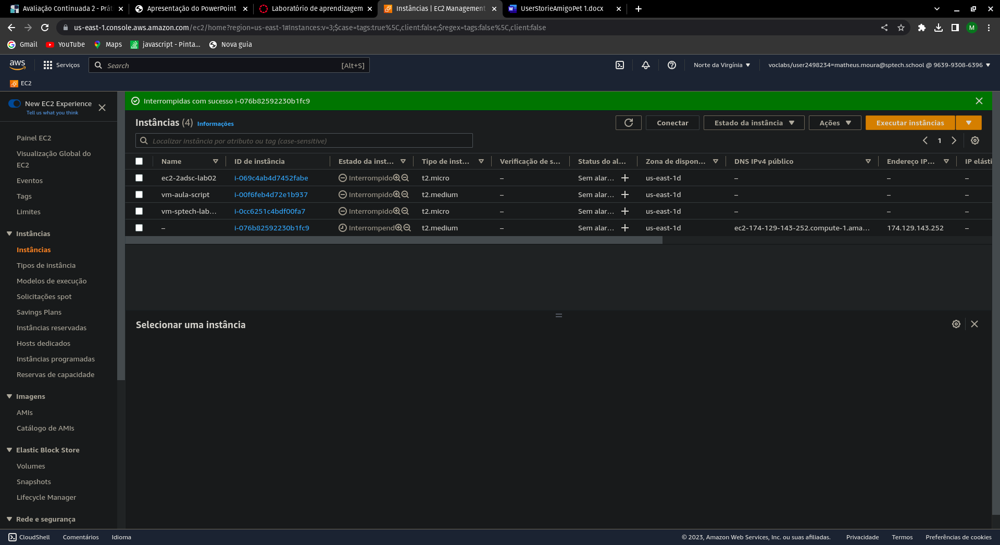 Avaliação Continuada 2 - Prát
Apresentação do PowerPoint
Laboratório de aprendizagem
Instâncias | EC2 Management
UserStorieAmigoPet 1.docx
us-east-1.console.aws.amazon.com/ec2/home?region=us-east-1#Instances:v=3;$case=tags:true%5C,client:false;$regex=tags:false%5C,client:false
M
Gmail
YouTube
Maps
javascript - Pinta...
Nova guia
aws
Serviços
Search
[Alt+S]
Norte da Virgínia
voclabs/user2498234=matheus.moura@sptech.school @ 9639-9308-6396
EC2
New EC2 Experience
Tell us what you think
Painel EC2
Visualização Global do
EC2
Eventos
Tags
Limites
Instâncias
Instâncias
Tipos de instância
Modelos de execução
Solicitações spot
Savings Plans
Instâncias reservadas
Hosts dedicados
Instâncias programadas
Reservas de capacidade
Imagens
AMIs
Catálogo de AMIs
Elastic Block Store
Volumes
Snapshots
Lifecycle Manager
Rede e segurança
Interrompidas com sucesso i-076b82592230b1fc9
Instâncias (4) Informações
Conectar
Estado da instância
Ações
Executar instâncias
Localizar instância por atributo ou tag (case-sensitive)
1
Name ID de instância Estado da inst... Tipo de inst... Verificação de s... Status do al... Zona de dispon... DNS IPv4 público Endereço IP... IP elásti
ec2-2adsc-lab02 i-069c4ab4d7452fabe Interrompido t2.micro – Sem alar... us-east-1d – – –
vm-aula-script i-00f6feb4d72e1b937 Interrompido t2.medium – Sem alar... us-east-1d – – –
vm-sptech-lab... i-0cc6251c4bdf00fa7 Interrompido t2.micro – Sem alar... us-east-1d – – –
– i-076b82592230b1fc9 Interrompend t2.medium – Sem alar... us-east-1d ec2-174-129-143-252.compute-1.ama... 174.129.143.252 –
Selecionar uma instância
CloudShell
Comentários
Idioma
© 2023, Amazon Web Services, Inc. ou suas afiliadas.
Privacidade
Termos
Preferências de cookies